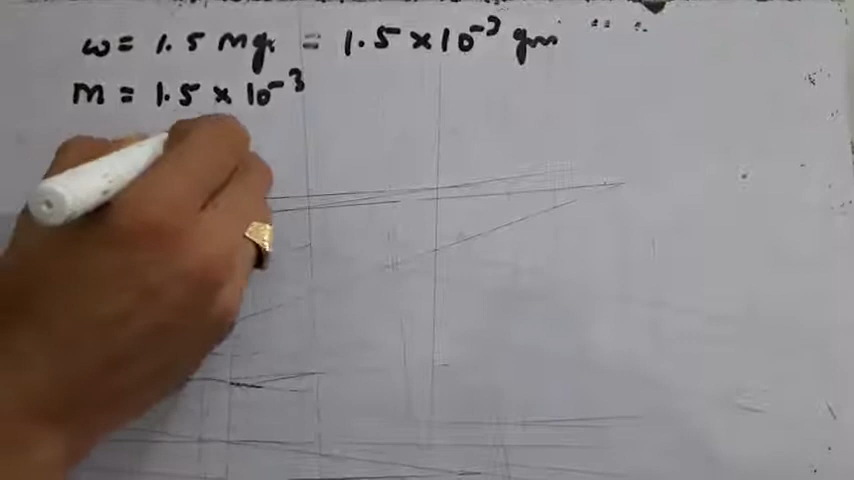 w = 1.5 mg = 1.5 × 10⁻³ gm
m = 1.5 × 10⁻³